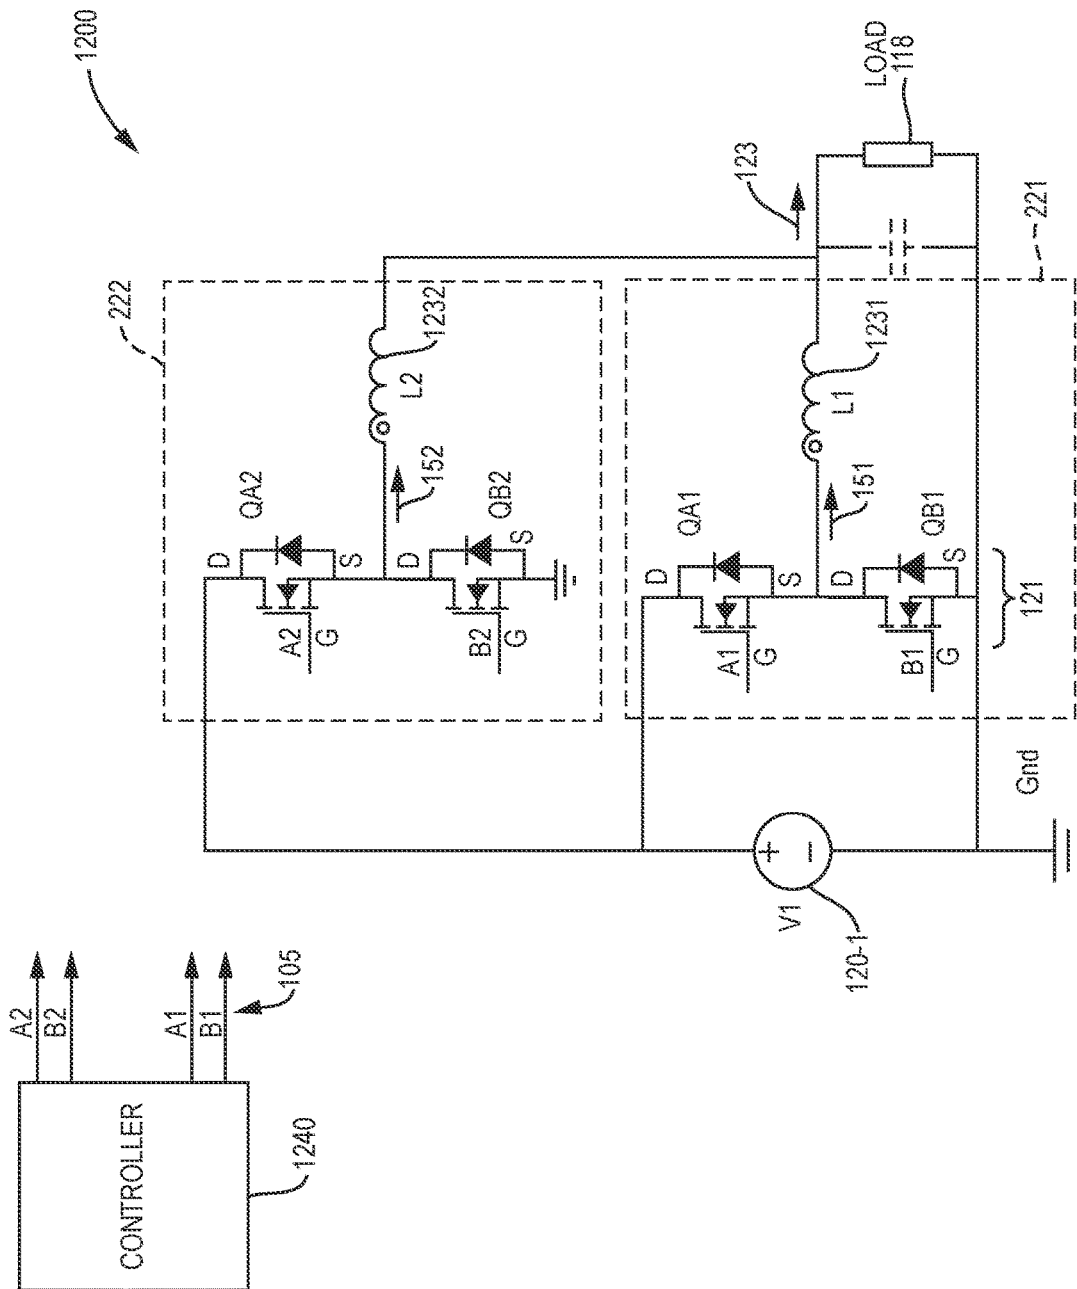 1200
222
QA2
D
S
A2
G
152
L2
1232
D
QB2
S
B2
G
123
LOAD
118
221
QA1
D
S
A1
G
151
L1
1231
D
QB1
S
B1
G
121
Gnd
V1
120-1
A2
B2
A1
B1
105
CONTROLLER
1240